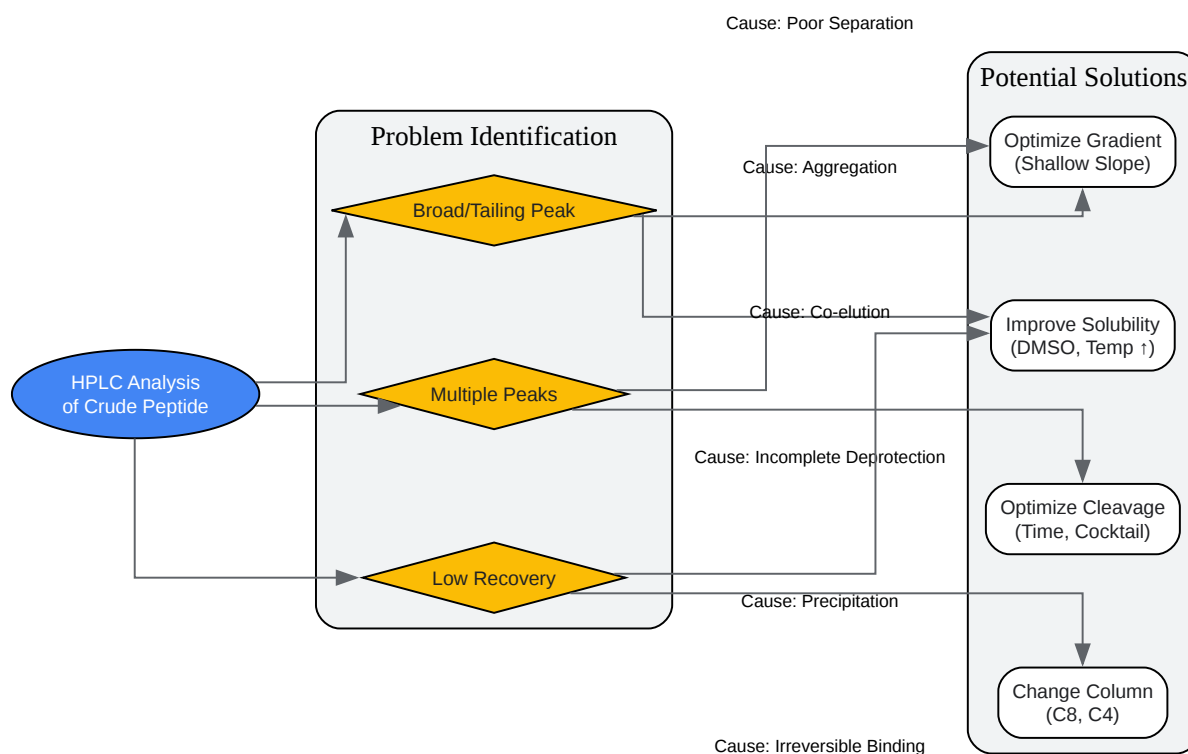 Cause: Poor Separation
Potential Solutions
Problem Identification
Optimize Gradient
(Shallow Slope)
Cause: Aggregation
Broad/Tailing Peak
Cause: Co-elution
Improve Solubility
(DMSO, Temp ↑)
HPLC Analysis
of Crude Peptide
Multiple Peaks
Cause: Incomplete Deprotection
Optimize Cleavage
(Time, Cocktail)
Low Recovery
Cause: Precipitation
Change Column
(C8, C4)
Cause: Irreversible Binding